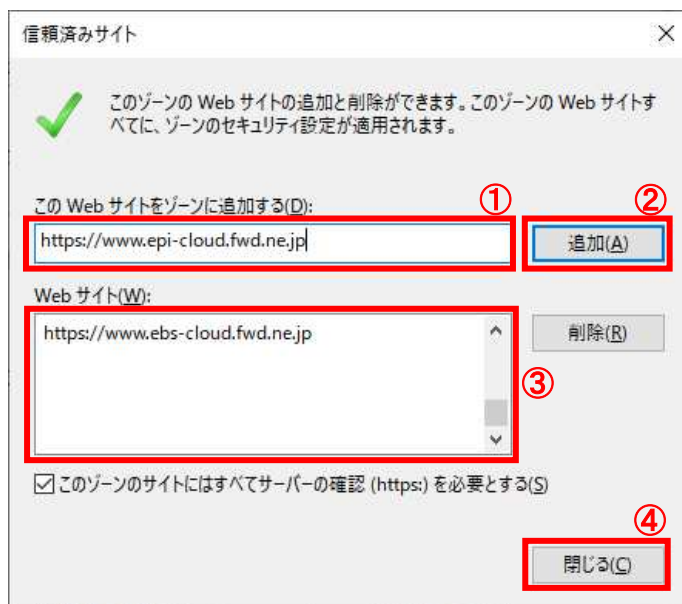 信頼済みサイト
このゾーンの Web サイトの追加と削除ができます。このゾーンの Web サイトす
べてに、ゾーンのセキュリティ設定が適用されます。
①
②
この Web サイトをゾーンに追加する(D):
https://www.epi-cloud.fwd.ne.jp
追加(A)
Web サイト(W):
https://www.ebs-cloud.fwd.ne.jp
削除(R)
③
このゾーンのサイトにはすべてサーバーの確認 (https:) を必要とする(S)
④
閉じる(C)